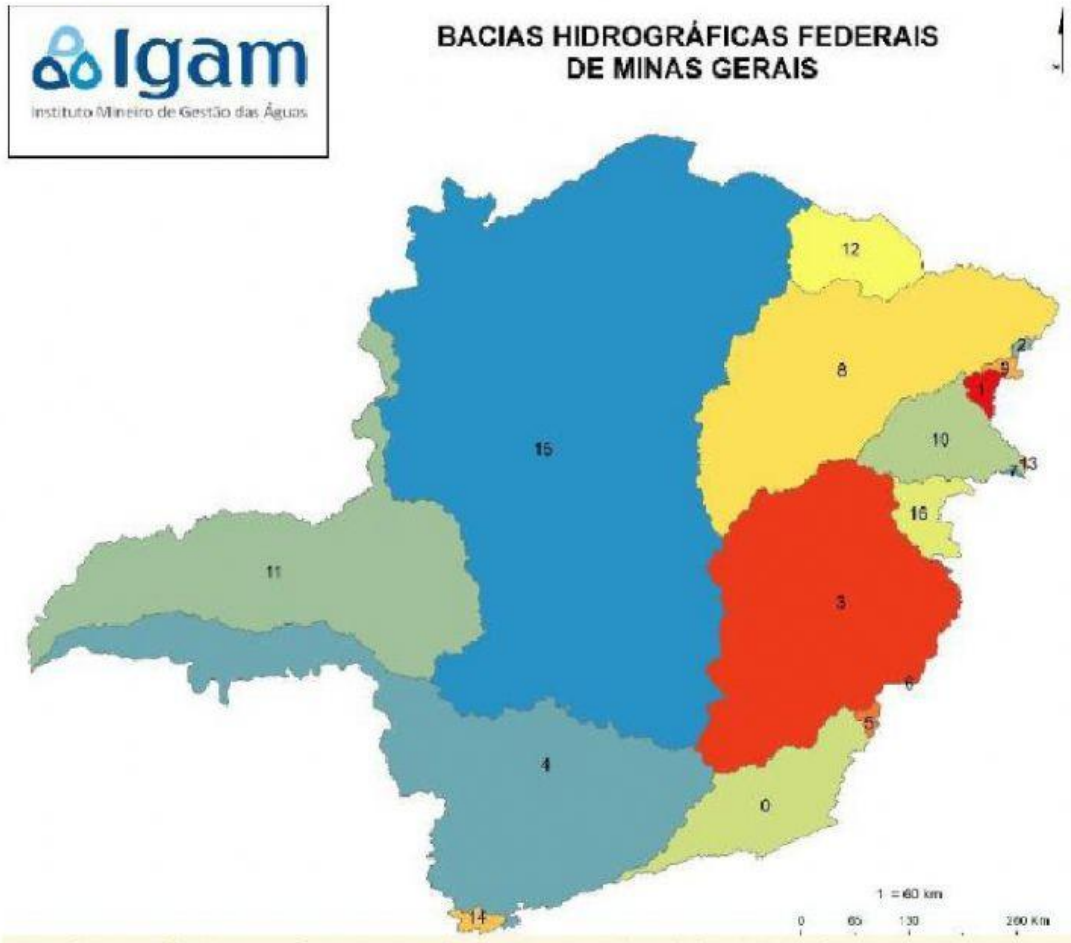 Igam
Instituto Mineiro de Gestão das Águas
BACIAS HIDROGRÁFICAS FEDERAIS
DE MINAS GERAIS
12
2
8
9
1
10
15
13
7
16
11
3
6
5
4
0
14
1 = 60 km
0 65 130 260 Km